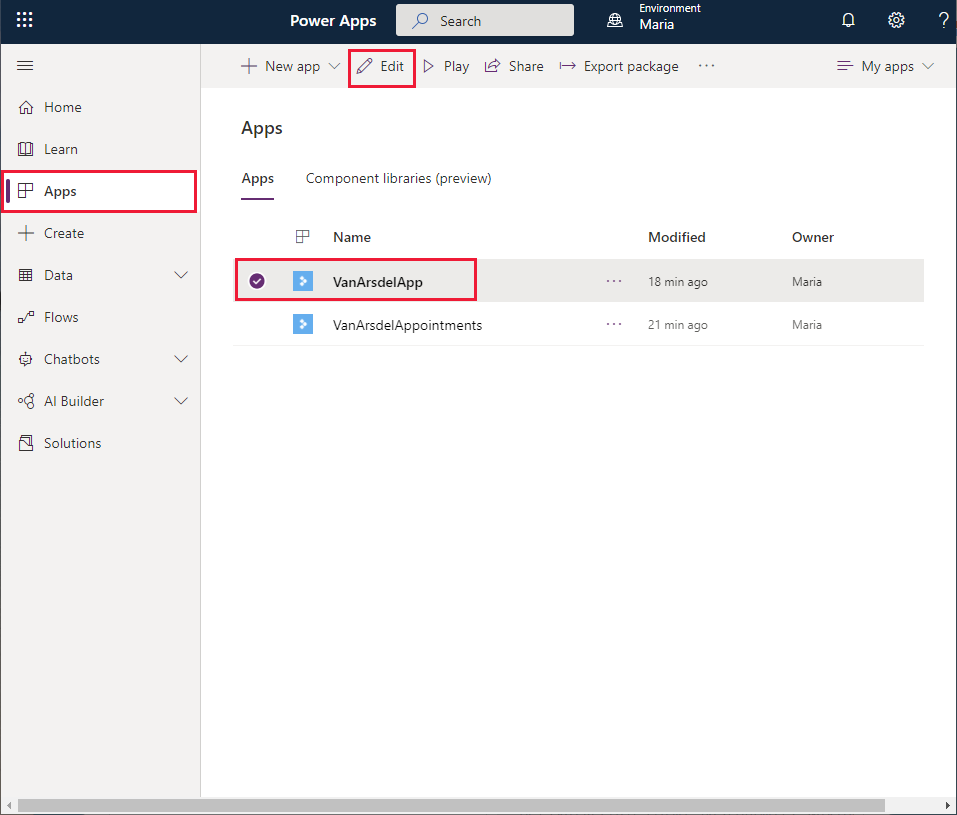 Power Apps
Search
Environment
Maria
?
New app
Edit
Play
Share
Export package
...
My apps
Home
Learn
Apps
Create
Data
Flows
Chatbots
AI Builder
Solutions
Apps
Apps Component libraries (preview)
Name Modified Owner
VanArsdelApp ... 18 min ago Maria
VanArsdelAppointments ... 21 min ago Maria